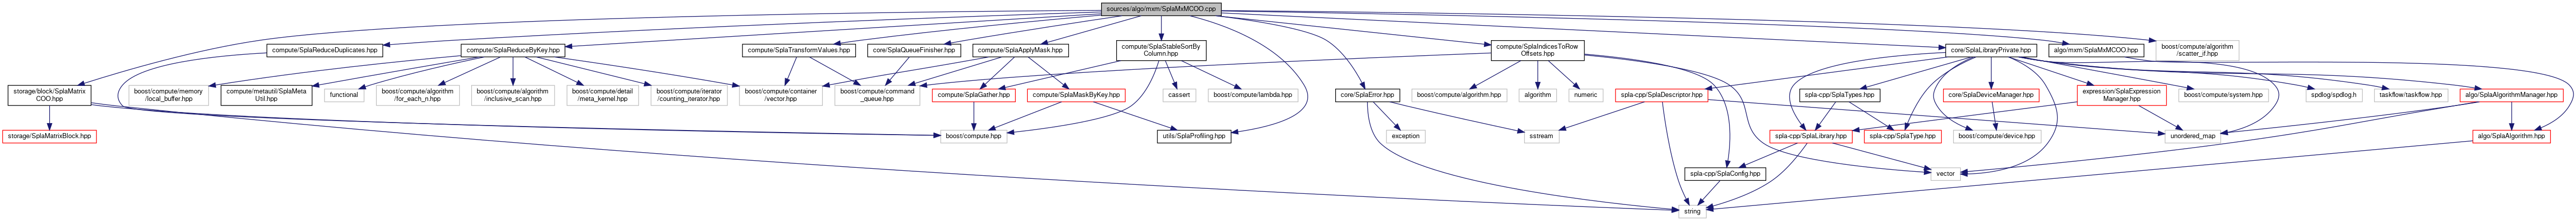 sources/algo/mxm/SplaMxMCOO.cpp
compute/SplaReduceDuplicates.hpp
compute/SplaReduceByKey.hpp
compute/SplaTransformValues.hpp
core/SplaQueueFinisher.hpp
compute/SplaApplyMask.hpp
compute/SplaStableSortBy
Column.hpp
compute/SplaIndicesToRow
Offsets.hpp
core/SplaLibraryPrivate.hpp
algo/mxm/SplaMxMCOO.hpp
boost/compute/algorithm
/scatter_if.hpp
storage/block/SplaMatrix
COO.hpp
boost/compute/memory
/local_buffer.hpp
compute/metautil/SplaMeta
Util.hpp
functional
boost/compute/algorithm
/for_each_n.hpp
boost/compute/algorithm
/inclusive_scan.hpp
boost/compute/detail
/meta_kernel.hpp
boost/compute/iterator
/counting_iterator.hpp
boost/compute/container
/vector.hpp
boost/compute/command
_queue.hpp
compute/SplaGather.hpp
compute/SplaMaskByKey.hpp
cassert
boost/compute/lambda.hpp
core/SplaError.hpp
boost/compute/algorithm.hpp
algorithm
numeric
spla-cpp/SplaDescriptor.hpp
spla-cpp/SplaTypes.hpp
core/SplaDeviceManager.hpp
expression/SplaExpression
Manager.hpp
boost/compute/system.hpp
spdlog/spdlog.h
taskflow/taskflow.hpp
algo/SplaAlgorithmManager.hpp
storage/SplaMatrixBlock.hpp
boost/compute.hpp
utils/SplaProfiling.hpp
exception
sstream
spla-cpp/SplaLibrary.hpp
spla-cpp/SplaType.hpp
boost/compute/device.hpp
unordered_map
algo/SplaAlgorithm.hpp
spla-cpp/SplaConfig.hpp
vector
string